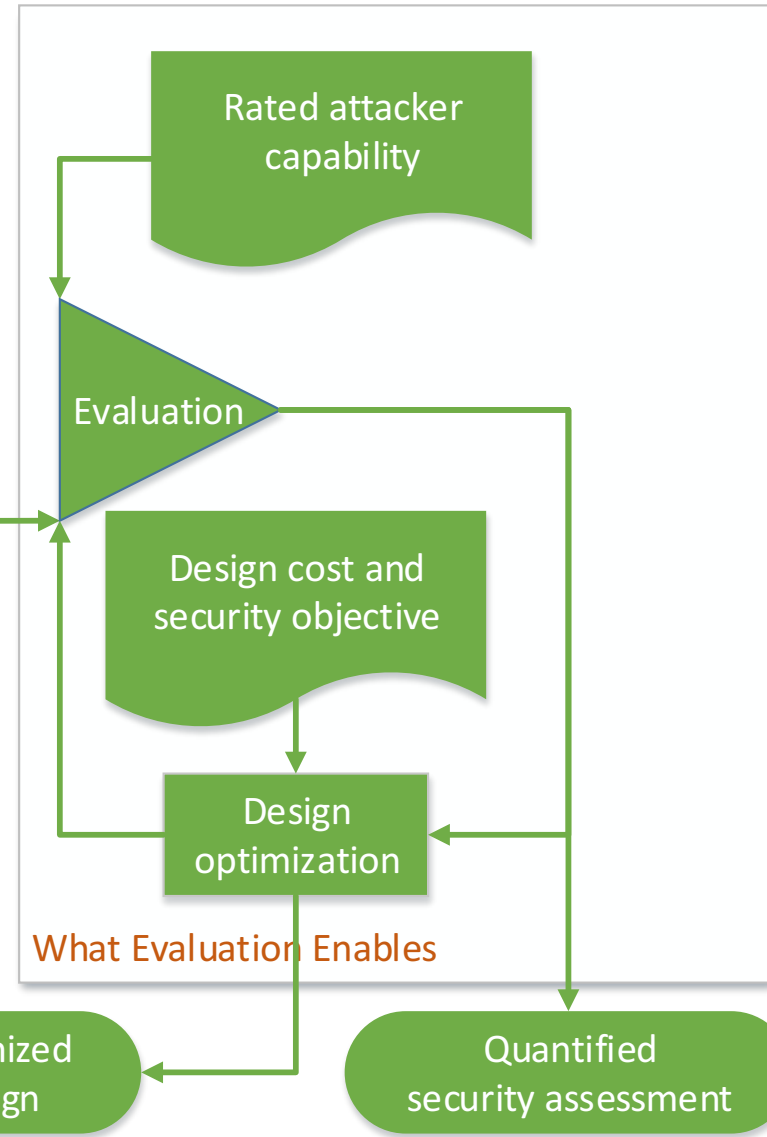 Rated attacker
capability
Evaluation
Design cost and
security objective
Design
optimization
What Evaluation Enables
Quantified
security assessment